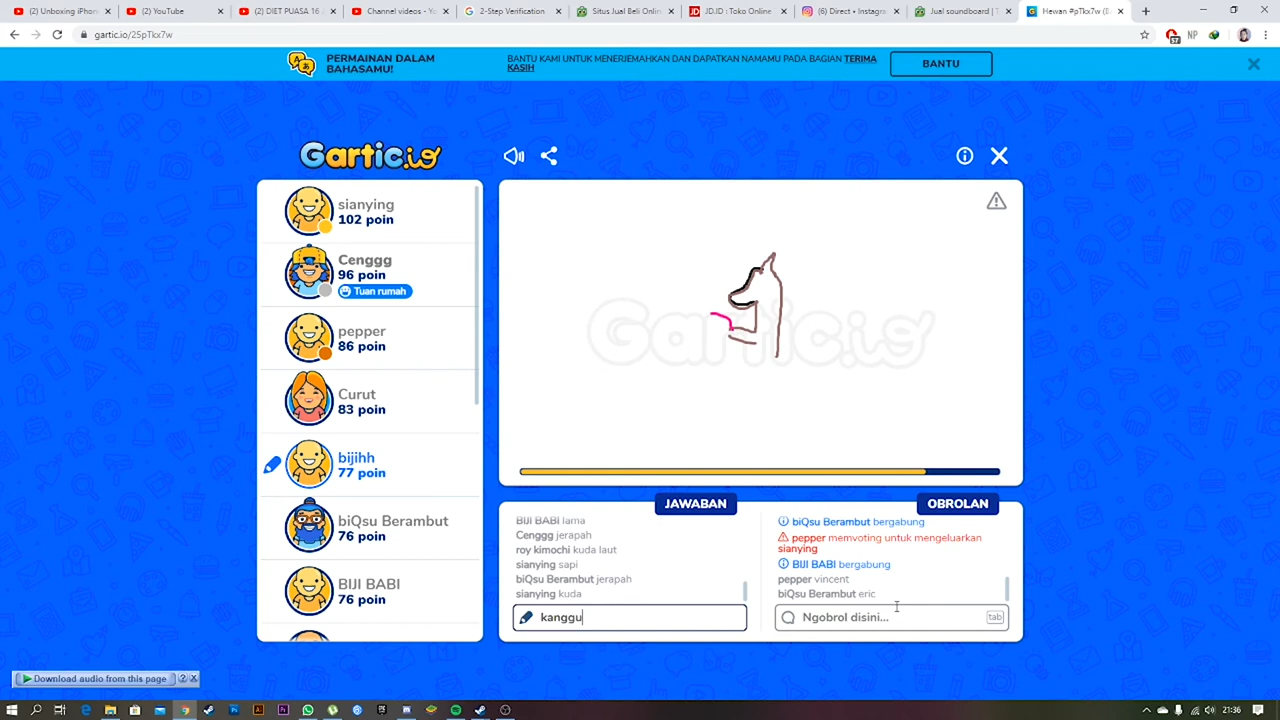 (2) Unboxing iPhon
(2) YouTube
(2) DIET PUASA 16
Channel videos - Yo
2-Step Verification
Situs Jual Beli Onlin
JD.ID : Toko Online
(6) Direct • Instagra
Jual soundboard | T
Hewan #pTkx7w (B
gartic.io/25pTkx7w
57
NP
PERMAINAN DALAM
BAHASAMU!
BANTU KAMI UNTUK MENERJEMAHKAN DAN DAPATKAN NAMAMU PADA BAGIAN TERIMA
KASIH
BANTU
Gartic.io
sianying
102 poin
Cenggg
96 poin
Tuan rumah
pepper
86 poin
Curut
83 poin
bijihh
77 poin
biQsu Berambut
76 poin
BIJI BABI
76 poin
Gartic.io
JAWABAN
BIJI BABI lama
Cenggg jerapah
roy kimochi kuda laut
sianying sapi
biQsu Berambut jerapah
sianying kuda
kanggu
OBROLAN
biQsu Berambut bergabung
pepper memvoting untuk mengeluarkan
sianying
BIJI BABI bergabung
pepper vincent
biQsu Berambut eric
Ngobrol disini...
tab
Download audio from this page
?
X
21:36